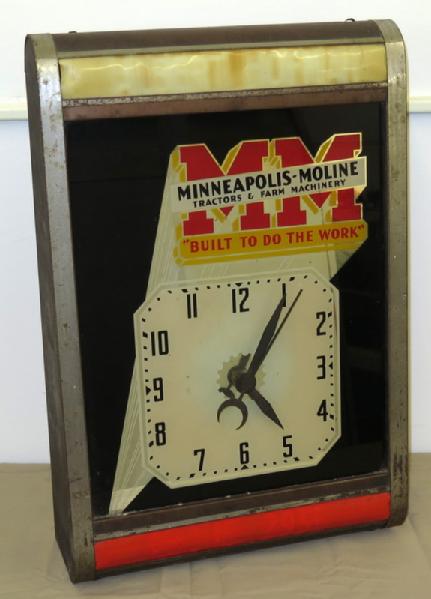 MM
MINNEAPOLIS-MOLINE
TRACTORS & FARM MACHINERY
"BUILT TO DO THE WORK"
11 12 1
10 2
9 3
8 4
7 6 5